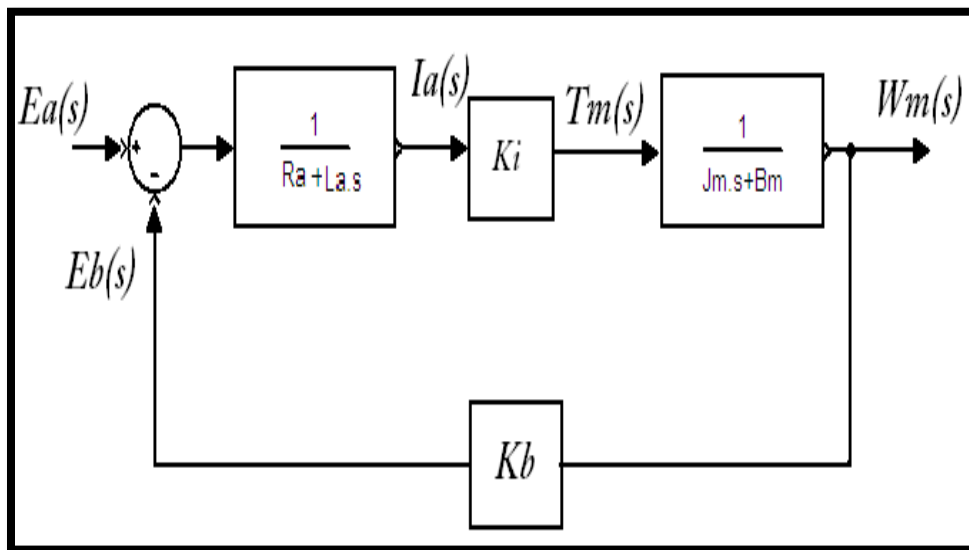 Ea(s)
+
-
Eb(s)
1
Ra+La.s
Ia(s)
Ki
Tm(s)
1
Jm.s+Bm
Wm(s)
Kb